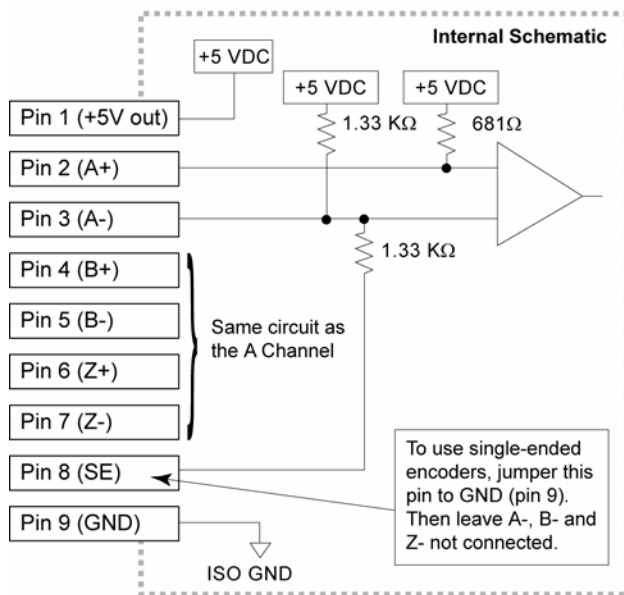 Internal Schematic
+5 VDC
+5 VDC
+5 VDC
Pin 1 (+5V out)
1.33 KΩ
681Ω
Pin 2 (A+)
Pin 3 (A-)
Pin 4 (B+)
1.33 KΩ
Pin 5 (B-)
Same circuit as
the A Channel
Pin 6 (Z+)
Pin 7 (Z-)
Pin 8 (SE)
To use single-ended
encoders, jumper this
pin to GND (pin 9).
Then leave A-, B- and
Z- not connected.
Pin 9 (GND)
ISO GND